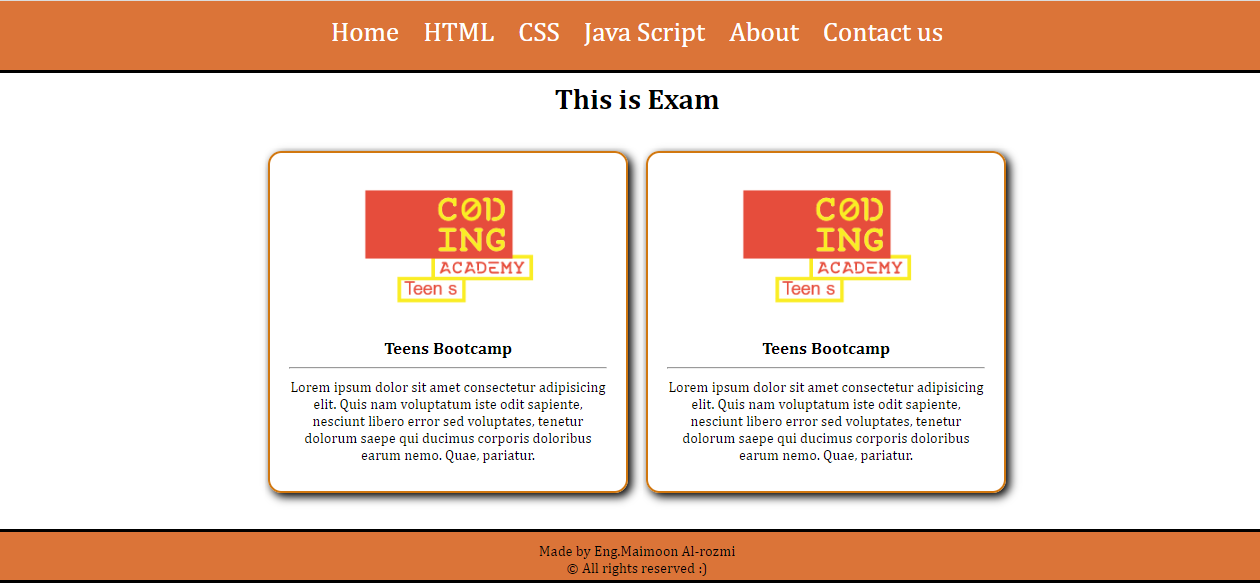 Home HTML CSS Java Script About Contact us
This is Exam
C0D
ING
ACADEMY
Teen s
Teens Bootcamp
Lorem ipsum dolor sit amet consectetur adipisicing
elit. Quis nam voluptatum iste odit sapiente,
nesciunt libero error sed voluptates, tenetur
dolorum saepe qui ducimus corporis doloribus
earum nemo. Quae, pariatur.
C0D
ING
ACADEMY
Teen s
Teens Bootcamp
Lorem ipsum dolor sit amet consectetur adipisicing
elit. Quis nam voluptatum iste odit sapiente,
nesciunt libero error sed voluptates, tenetur
dolorum saepe qui ducimus corporis doloribus
earum nemo. Quae, pariatur.
Made by Eng.Maimoon Al-rozmi
© All rights reserved :)